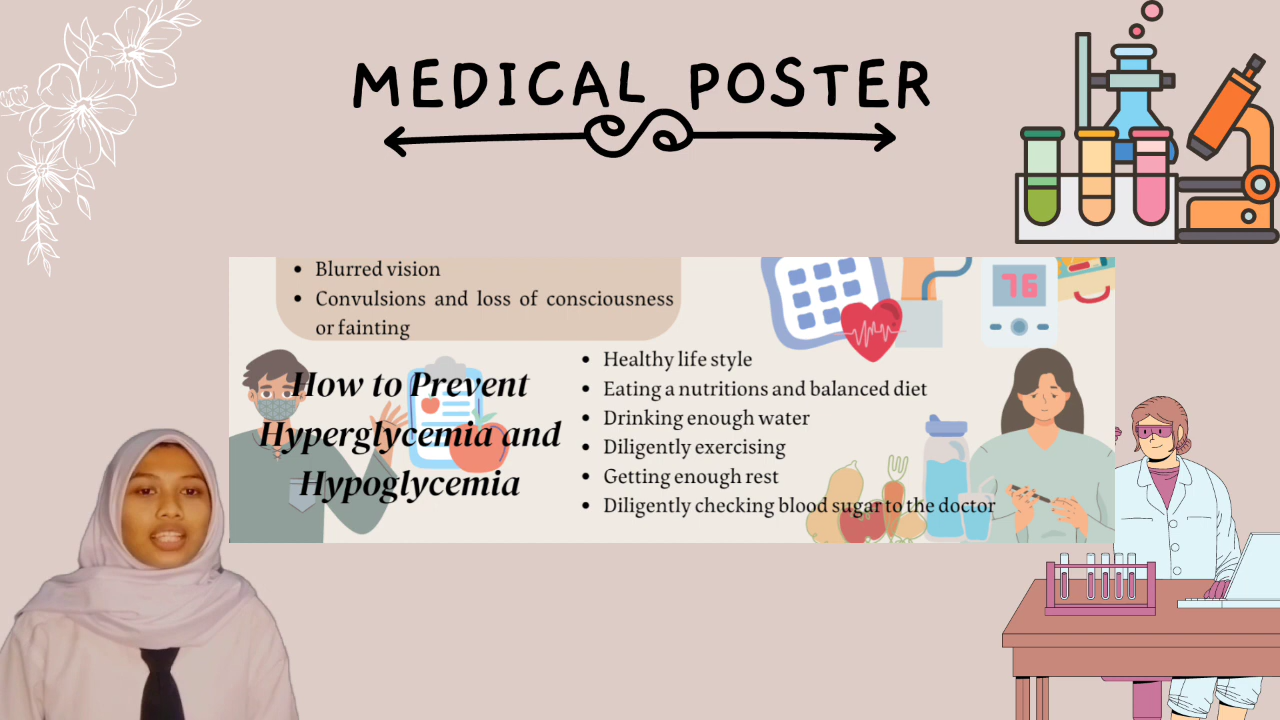 MEDICAL POSTER
Blurred vision
Convulsions and loss of consciousness
or fainting
76
How to Prevent
Hyperglycemia and
Hypoglycemia
Healthy life style
Eating a nutritions and balanced diet
Drinking enough water
Diligently exercising
Getting enough rest
Diligently checking blood sugar to the doctor